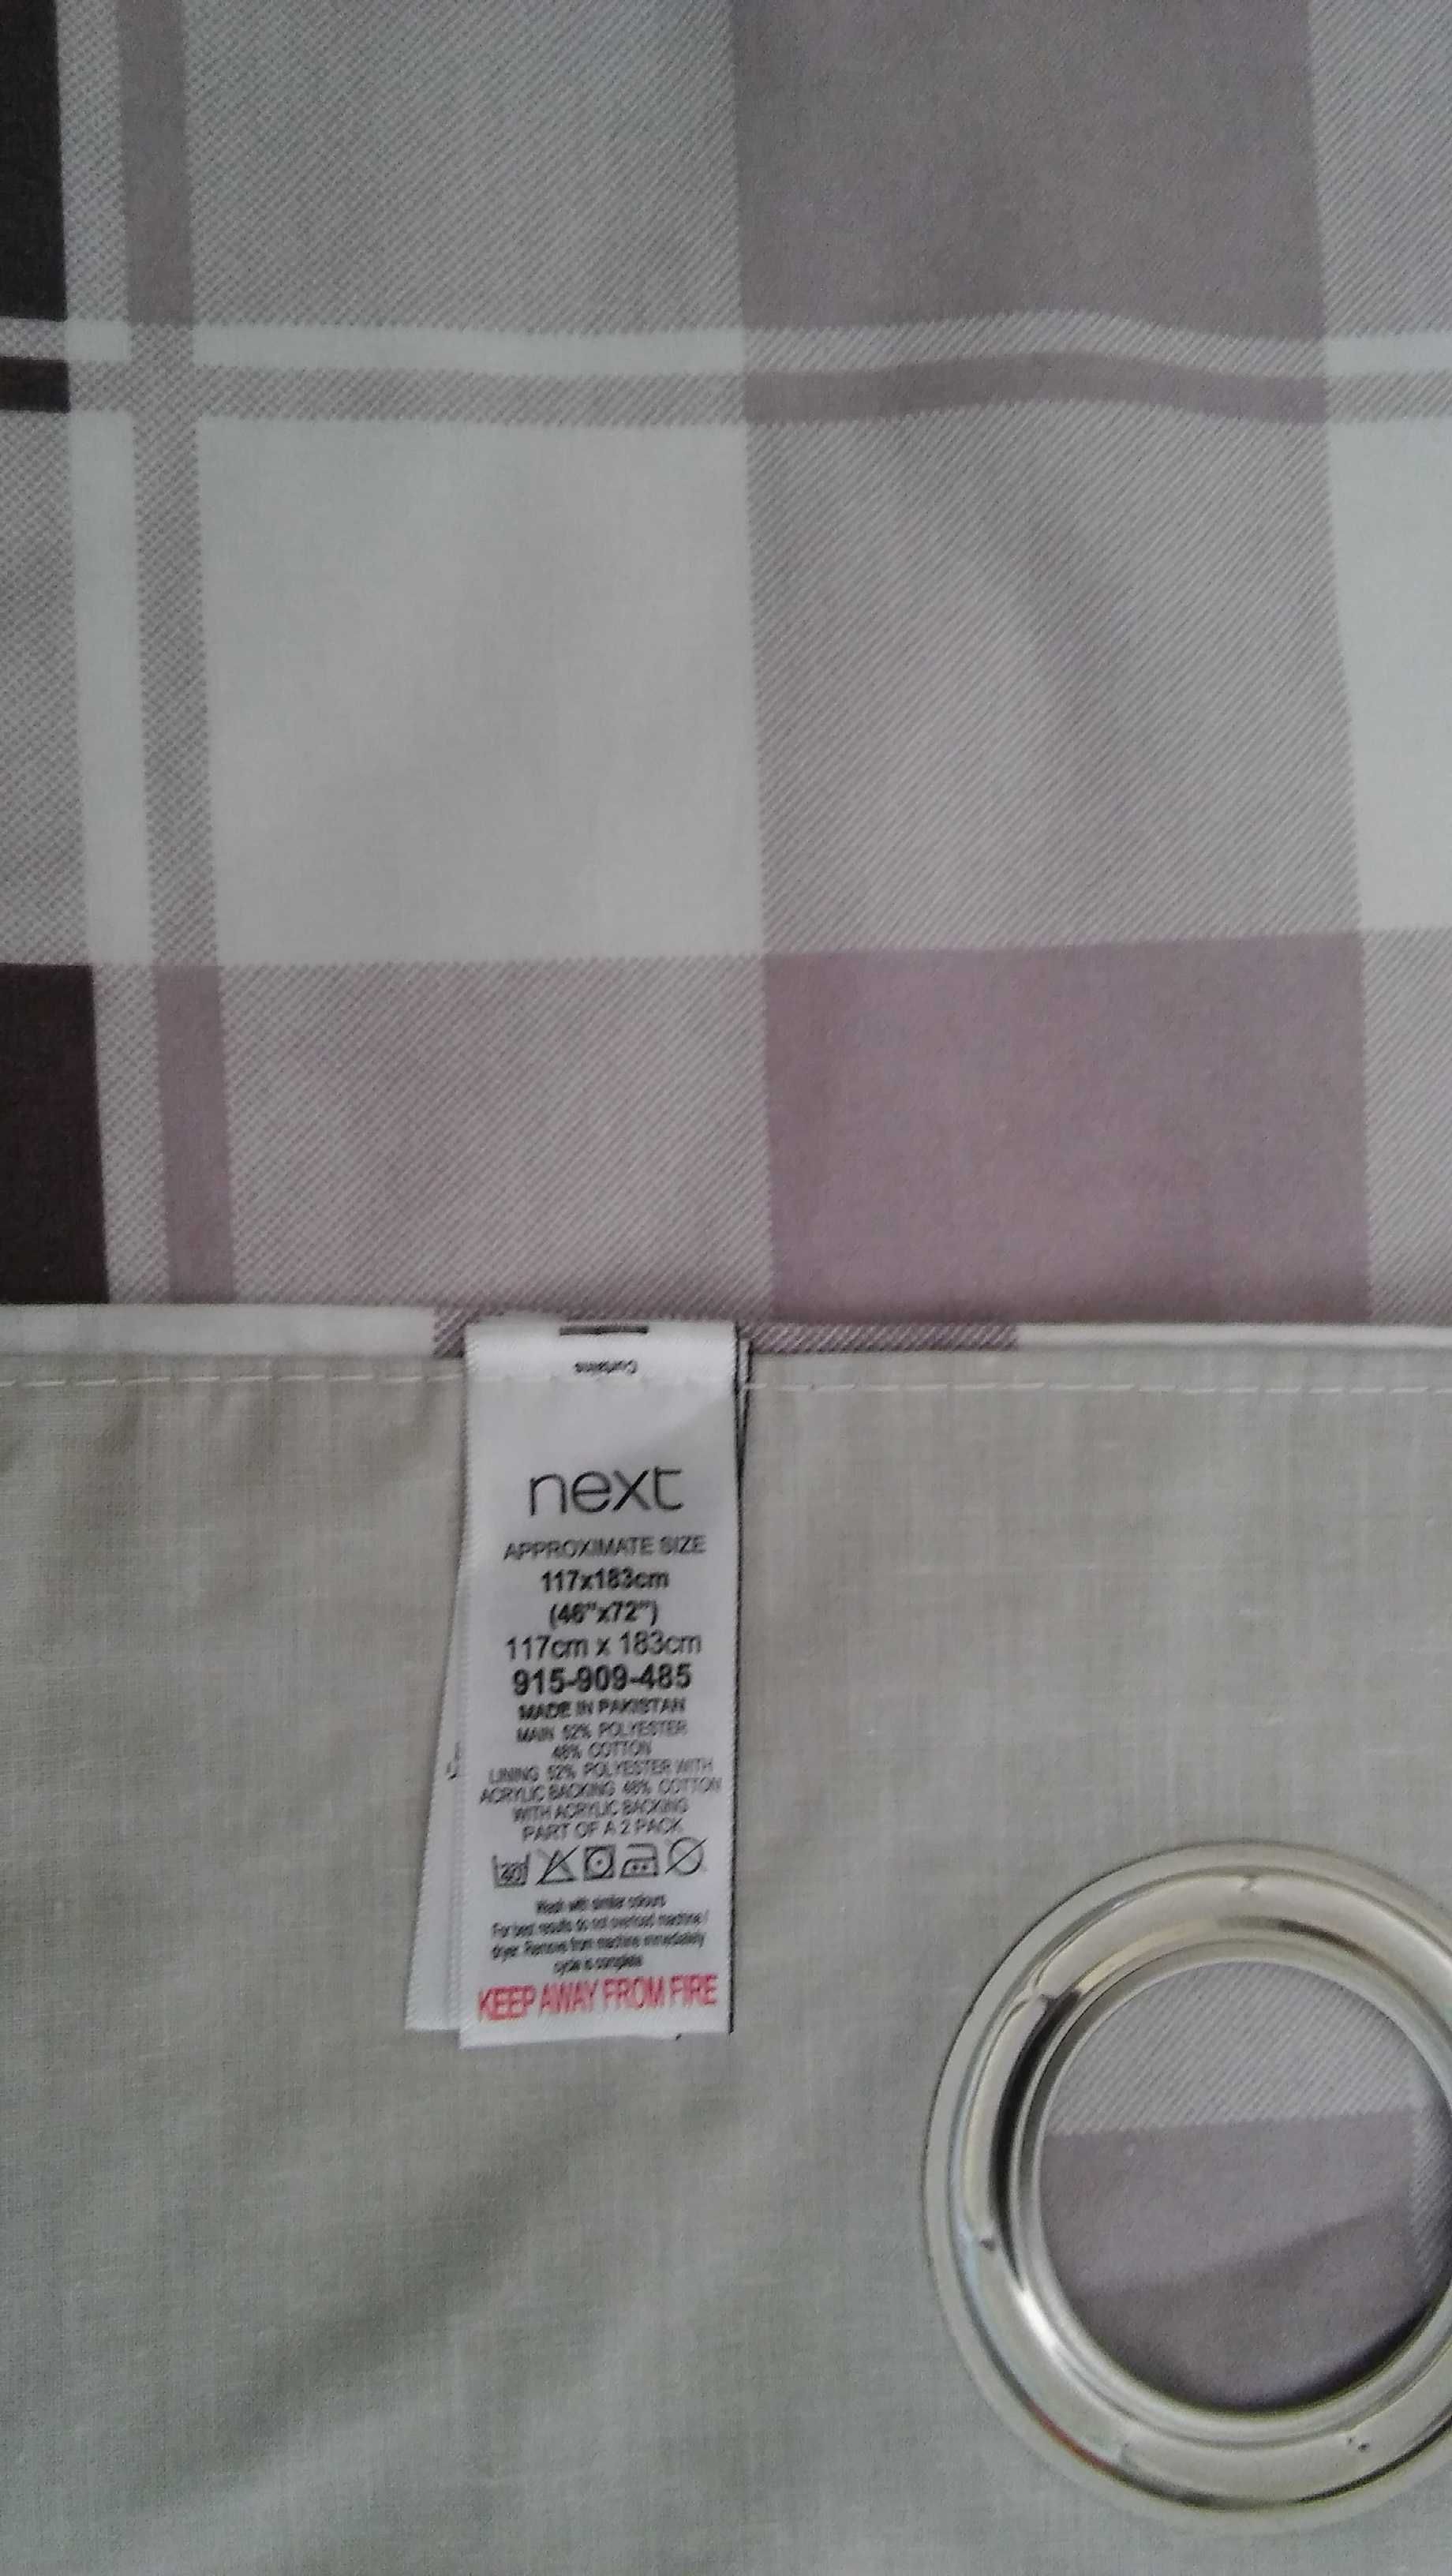 Curtains
next
APPROXIMATE SIZE
117x183cm
(46"x72")
117cm x 183cm
915-909-485
MADE IN PAKISTAN
MAIN 52% POLYESTER
48% COTTON
LINING 52% POLYESTER WITH
ACRYLIC BACKING 48% COTTON
WITH ACRYLIC BACKING
PART OF A 2 PACK
40
Wash with similar colours
For best results do not overload machine /
dryer. Remove from machine immediately
cycle is complete
KEEP AWAY FROM FIRE